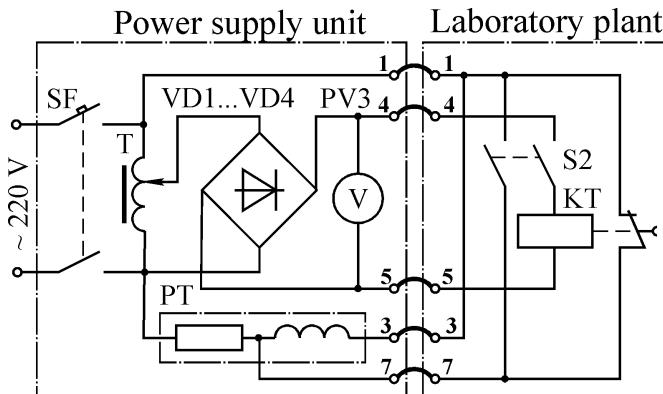 Power supply unit
Laboratory plant
SF
VD1...VD4
PV3
1
1
4
4
T
~ 220 V
V
S2
KT
5
5
PT
3
3
7
7